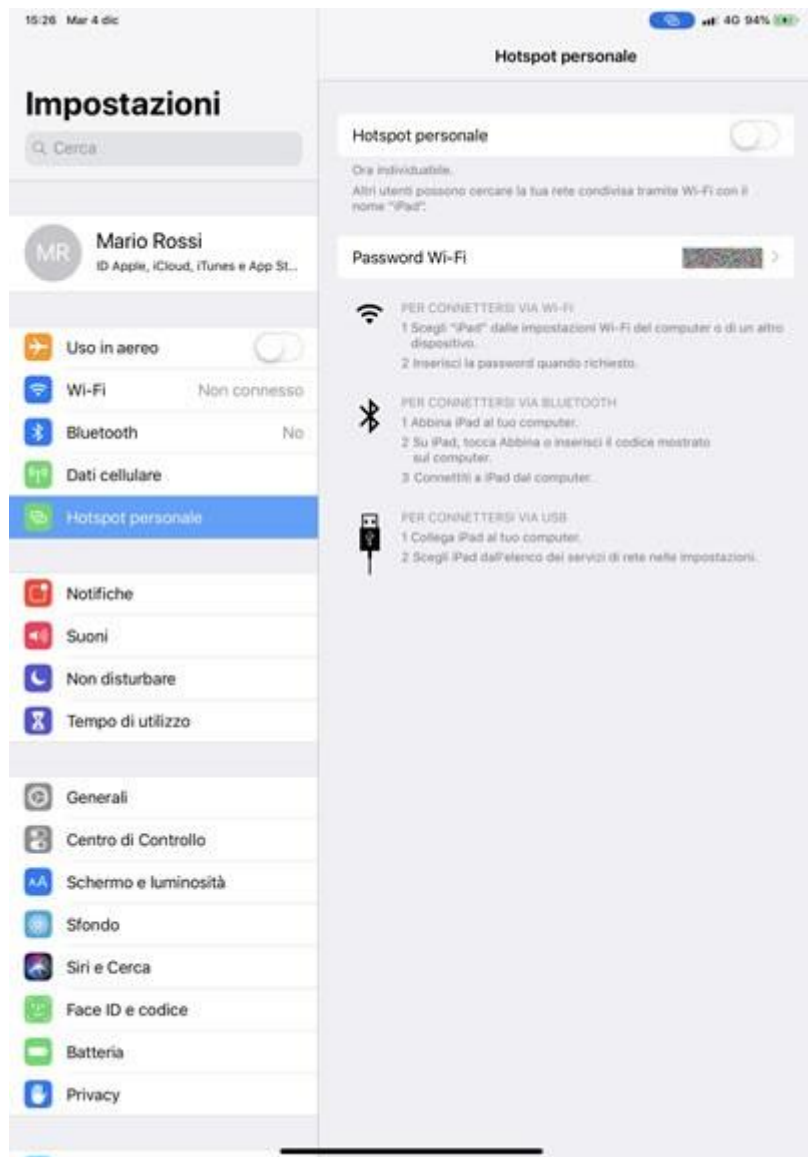 15:26 Mar 4 dic
4G 94%
Impostazioni
Cerca
MR
Mario Rossi
ID Apple, iCloud, iTunes e App St...
Uso in aereo
Wi-Fi Non connesso
Bluetooth No
Dati cellulare
Hotspot personale
Notifiche
Suoni
Non disturbare
Tempo di utilizzo
Generali
Centro di Controllo
AA Schermo e luminosità
Sfondo
Siri e Cerca
Face ID e codice
Batteria
Privacy
Hotspot personale
Hotspot personale
Ora individuabile.
Altri utenti possono cercare la tua rete condivisa tramite Wi-Fi con il
nome "iPad".
Password Wi-Fi
PER CONNETTERSI VIA WI-FI
1 Scegli "iPad" dalle impostazioni Wi-Fi del computer o di un altro
dispositivo.
2 Inserisci la password quando richiesto.
PER CONNETTERSI VIA BLUETOOTH
1 Abbina iPad al tuo computer.
2 Su iPad, tocca Abbina o inserisci il codice mostrato
sul computer.
3 Connettiti a iPad dal computer.
PER CONNETTERSI VIA USB
1 Collega iPad al tuo computer.
2 Scegli iPad dall'elenco dei servizi di rete nelle impostazioni.